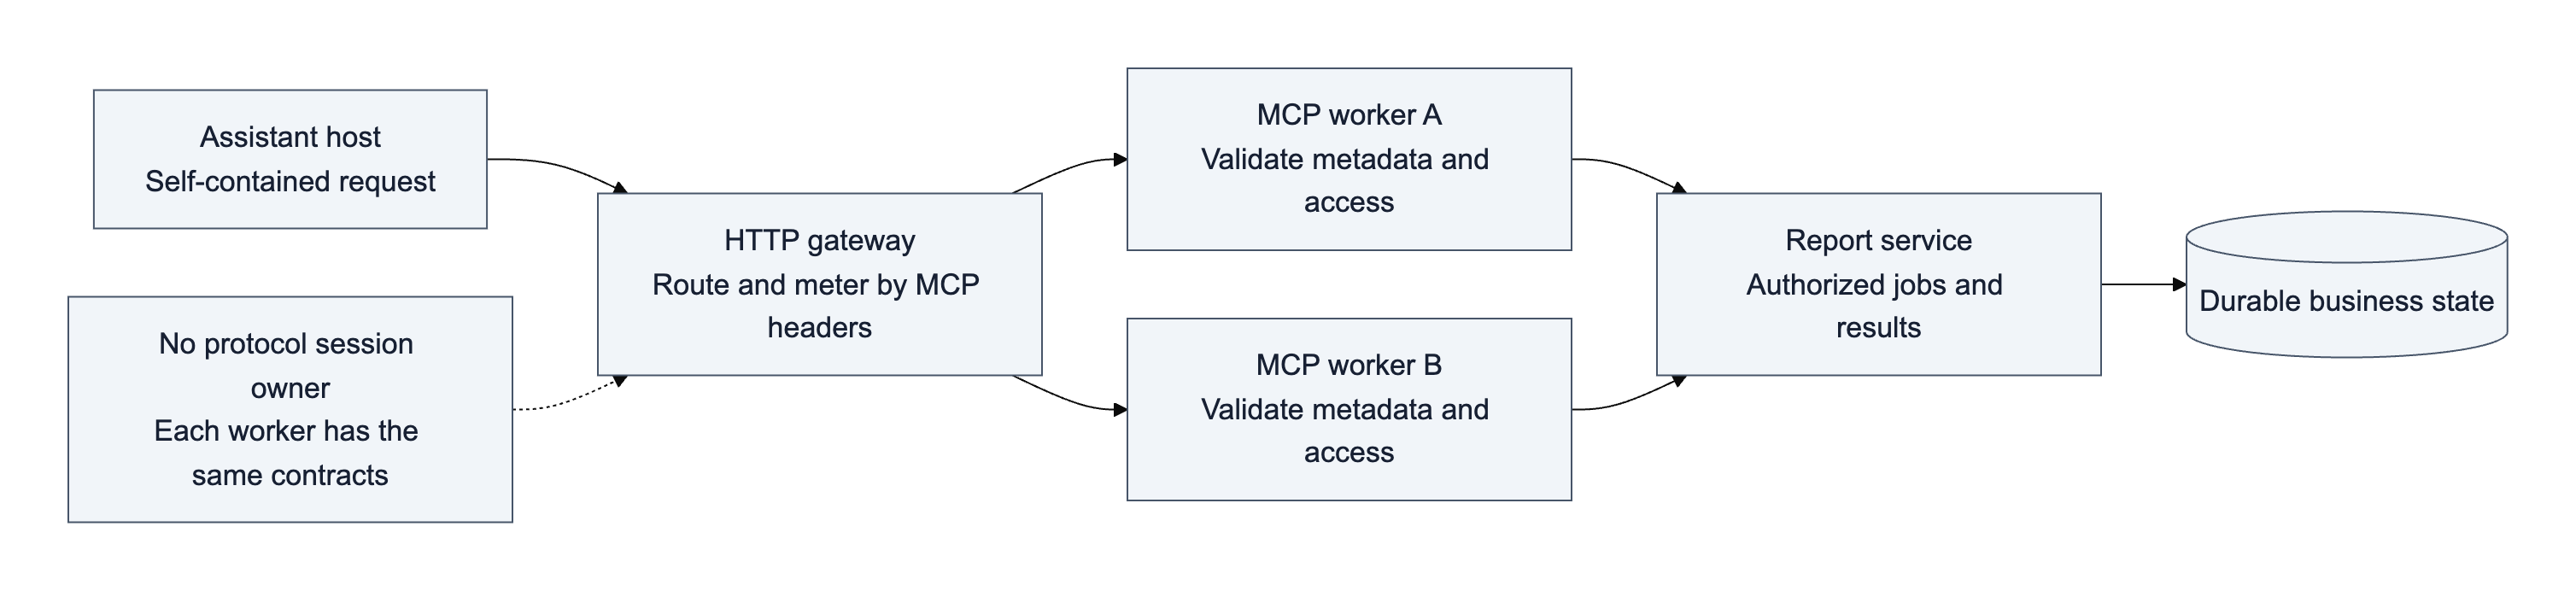 Assistant host
Self-contained request
No protocol session
owner
Each worker has the
same contracts
HTTP gateway
Route and meter by MCP
headers
MCP worker A
Validate metadata and
access
MCP worker B
Validate metadata and
access
Report service
Authorized jobs and
results
Durable business state